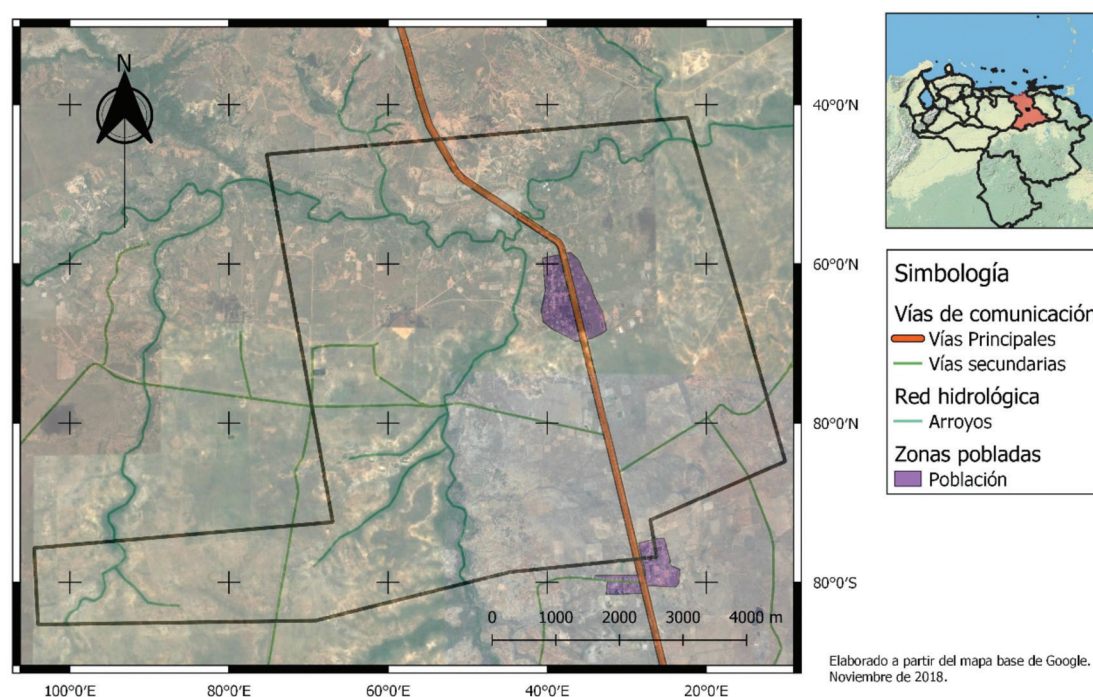 N
40°0′N
60°0′N
80°0′N
80°0′S
100°0′E
80°0′E
60°0′E
40°0′E
20°0′E
0 1000 2000 3000 4000 m
Simbología
Vías de comunicación
Vías Principales
Vías secundarias
Red hidrológica
Arroyos
Zonas pobladas
Población
Elaborado a partir del mapa base de Google.
Noviembre de 2018.